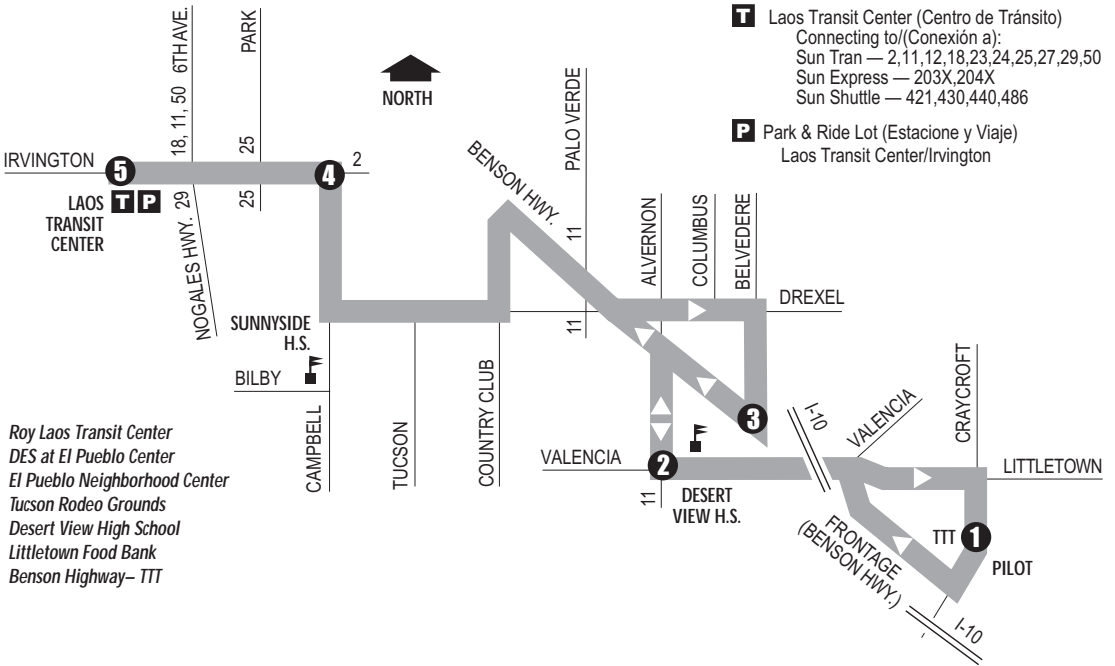 T Laos Transit Center (Centro de Tránsito)
Connecting to/(Conexión a):
Sun Tran — 2,11,12,18,23,24,25,27,29,50
Sun Express — 203X,204X
Sun Shuttle — 421,430,440,486
P Park & Ride Lot (Estacione y Viaje)
Laos Transit Center/Irvington
18, 11, 50 6TH AVE.
25 PARK
NORTH
IRVINGTON
5
4
2
LAOS
TRANSIT
CENTER
T P
29
NOGALES HWY.
25
BENSON HWY.
11 PALO VERDE
11
ALVERNON
COLUMBUS
BELVEDERE
DREXEL
SUNNYSIDE
H.S.
BILBY
CAMPBELL
TUCSON
COUNTRY CLUB
3
I-10
VALENCIA
CRAYCROFT
VALENCIA
2
11
DESERT
VIEW H.S.
LITTLETOWN
TTT 1
PILOT
FRONTAGE
(BENSON HWY.)
I-10
Roy Laos Transit Center
DES at El Pueblo Center
El Pueblo Neighborhood Center
Tucson Rodeo Grounds
Desert View High School
Littletown Food Bank
Benson Highway– TTT